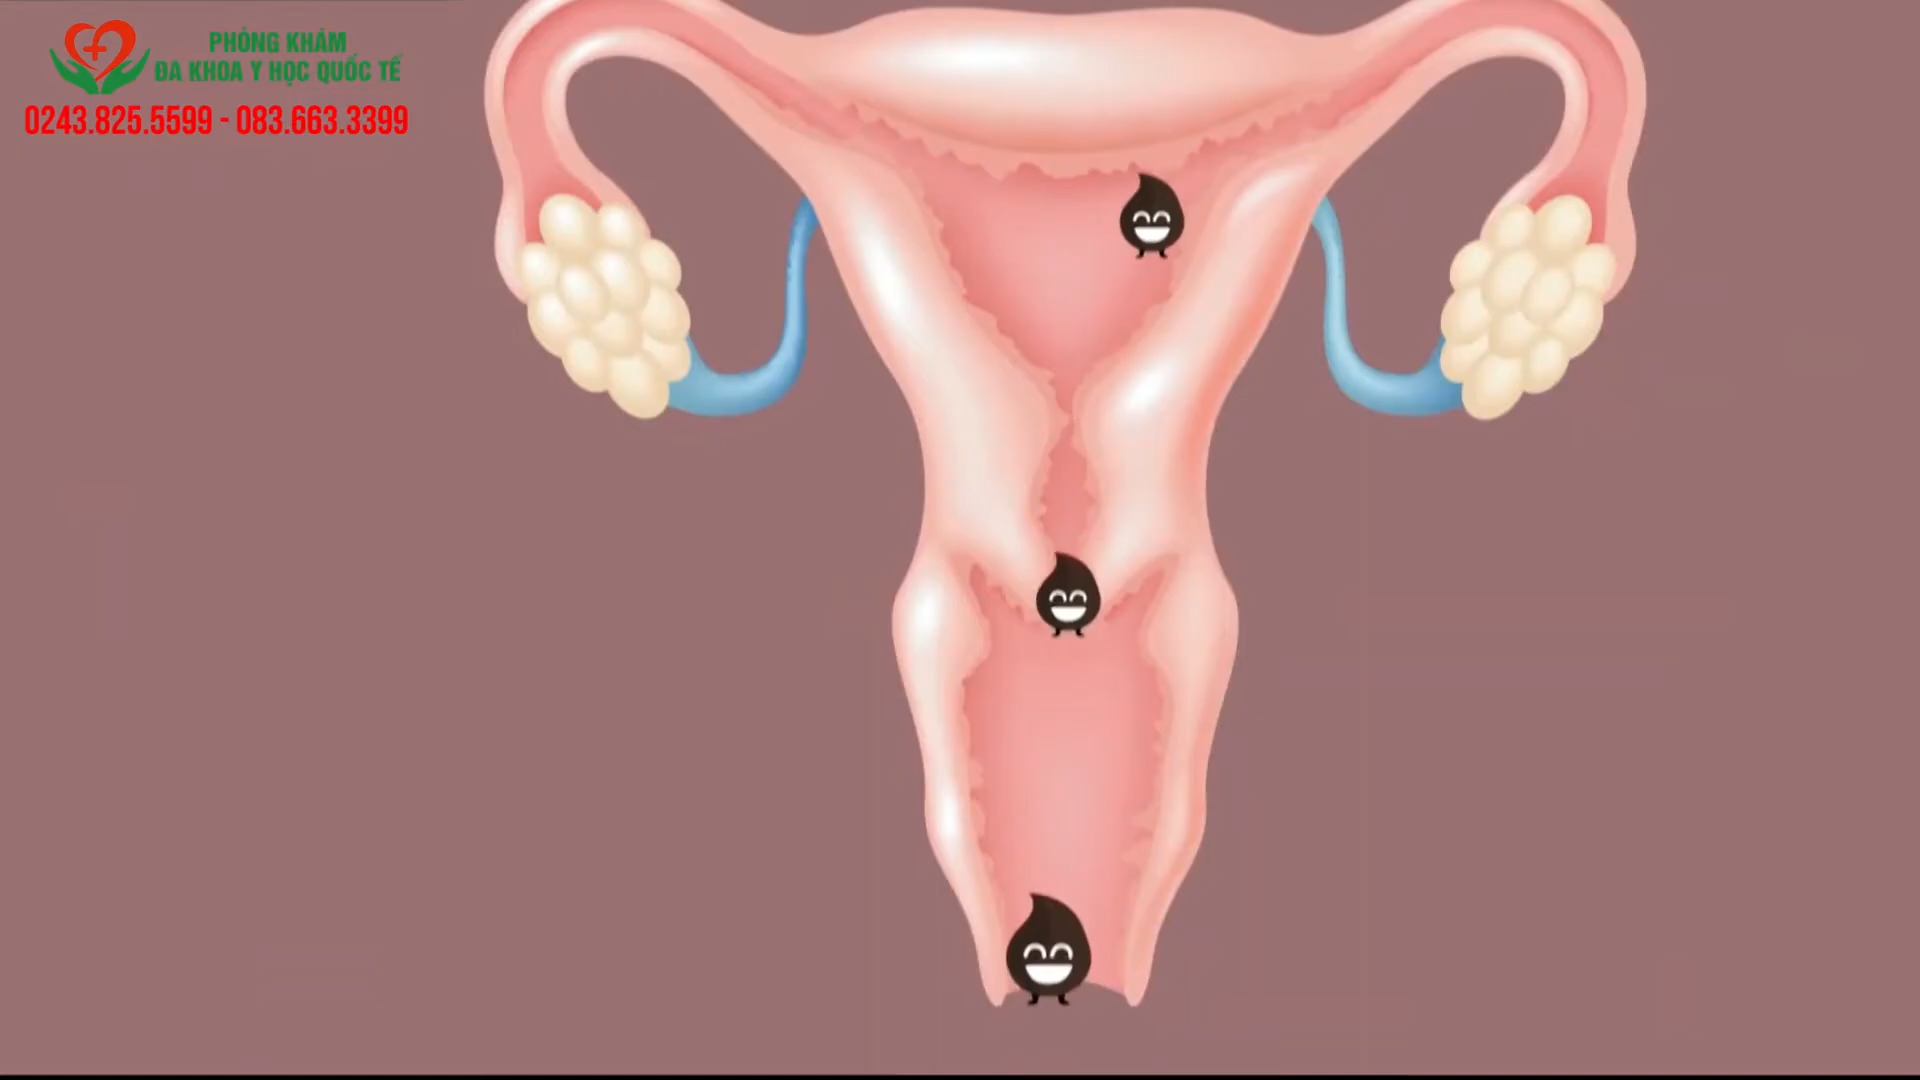 PHÒNG KHÁM
ĐA KHOA Y HỌC QUỐC TẾ
0243.825.5599 - 083.663.3399